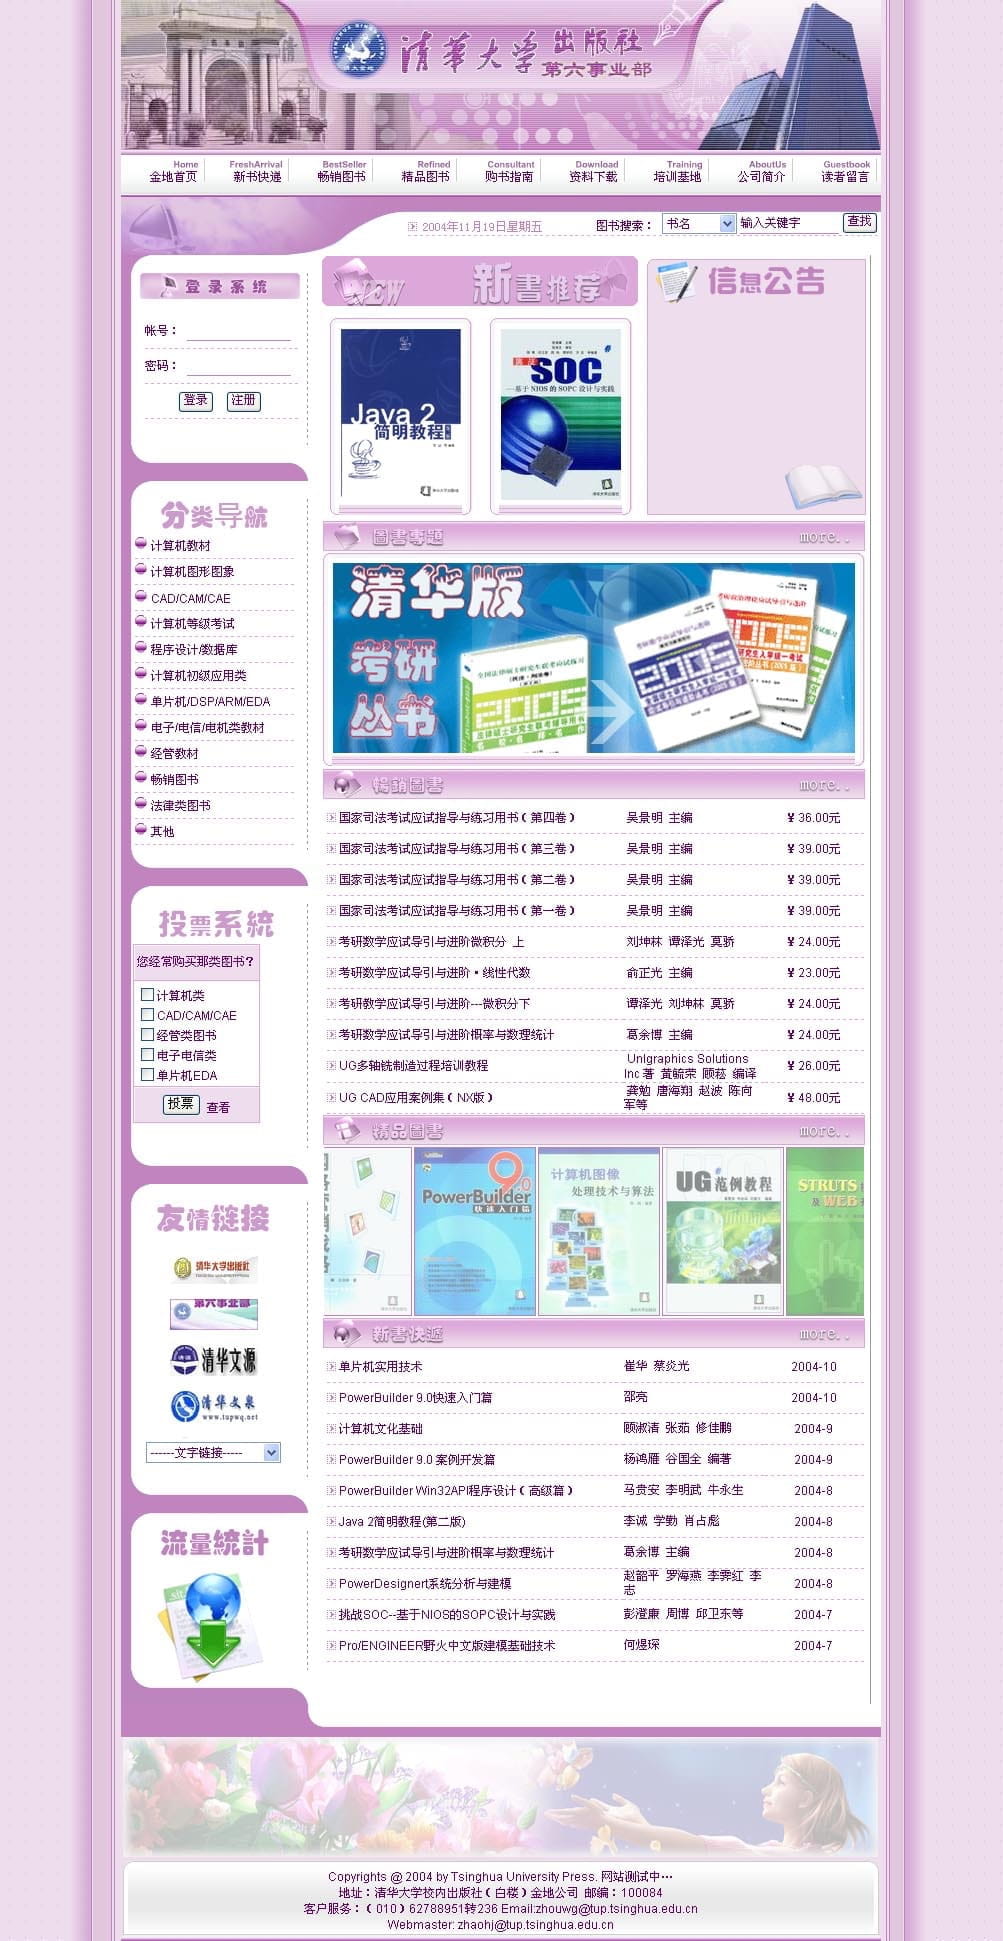 清華大学出版社
第六事业部
Home FreshArrival BestSeller Refined Consultant Download Training AboutUs Guestbook
金地首页 新书快递 畅销图书 精品图书 购书指南 资料下载 培训基地 公司简介 读者留言
2004年11月19日星期五 图书搜索： 书名 输入关键字 查找
登录系统
帐号：
密码：
登录 注册
NEW 新書推荐
Java 2
简明教程
SOC
—基于NIOS的SOPC设计与实践
信息公告
分类导航
计算机教材
计算机图形图象
CAD/CAM/CAE
计算机等级考试
程序设计/数据库
计算机初级应用类
单片机/DSP/ARM/EDA
电子/电信/电机类教材
经管教材
畅销图书
法律类图书
其他
圖書專題 more..
清华版
考研
丛书
2005
2005
2005
暢銷圖書 more..
国家司法考试应试指导与练习用书（第四卷） 吴景明 主编 ¥ 36.00元
国家司法考试应试指导与练习用书（第三卷） 吴景明 主编 ¥ 39.00元
国家司法考试应试指导与练习用书（第二卷） 吴景明 主编 ¥ 39.00元
国家司法考试应试指导与练习用书（第一卷） 吴景明 主编 ¥ 39.00元
考研数学应试导引与进阶微积分 上 刘坤林 谭泽光 莫骄 ¥ 24.00元
考研数学应试导引与进阶·线性代数 俞正光 主编 ¥ 23.00元
考研教学应试导引与进阶---微积分下 谭泽光 刘坤林 莫骄 ¥ 24.00元
考研数学应试导引与进阶概率与数理统计 葛余博 主编 ¥ 24.00元
UG多轴铣制造过程培训教程 Unlgraphics Solutions
Inc 著 黄毓荣 顾菘 编译 ¥ 26.00元
UG CAD应用案例集（NX版） 龚勉 唐海翔 赵波 陈向
军等 ¥ 48.00元
投票系統
您经常购买那类图书?
计算机类
CAD/CAM/CAE
经管类图书
电子电信类
单片机EDA
投票 查看
精品圖書 more..
PowerBuilder 9.0
快速入门篇
计算机图像
处理技术与算法
UG范例教程
STRUTS
及WEB
友情链接
清华大学出版社
第六事业部
清华文源
清华文泉
www.tupwq.net
------文字链接-----
新書快遞 more..
单片机实用技术 崔华 蔡炎光 2004-10
PowerBuilder 9.0快速入门篇 邵亮 2004-10
计算机文化基础 顾淑清 张茹 修佳鹏 2004-9
PowerBuilder 9.0 案例开发篇 杨鸿雁 谷国全 编著 2004-9
PowerBuilder Win32API程序设计（高级篇） 马贵安 李明武 牛永生 2004-8
Java 2简明教程(第二版) 李诚 学勤 肖占彪 2004-8
考研数学应试导引与进阶概率与数理统计 葛余博 主编 2004-8
PowerDesignert系统分析与建模 赵韶平 罗海燕 李霁红 李
志 2004-8
挑战SOC--基于NIOS的SOPC设计与实践 彭澄廉 周博 邱卫东等 2004-7
Pro/ENGINEER野火中文版建模基础技术 何煜琛 2004-7
流量統計
Copyrights @ 2004 by Tsinghua University Press. 网站测试中…
地址：清华大学校内出版社（白楼）金地公司 邮编：100084
客户服务：（010）62788951转236 Email:zhouwg@tup.tsinghua.edu.cn
Webmaster: zhaohj@tup.tsinghua.edu.cn